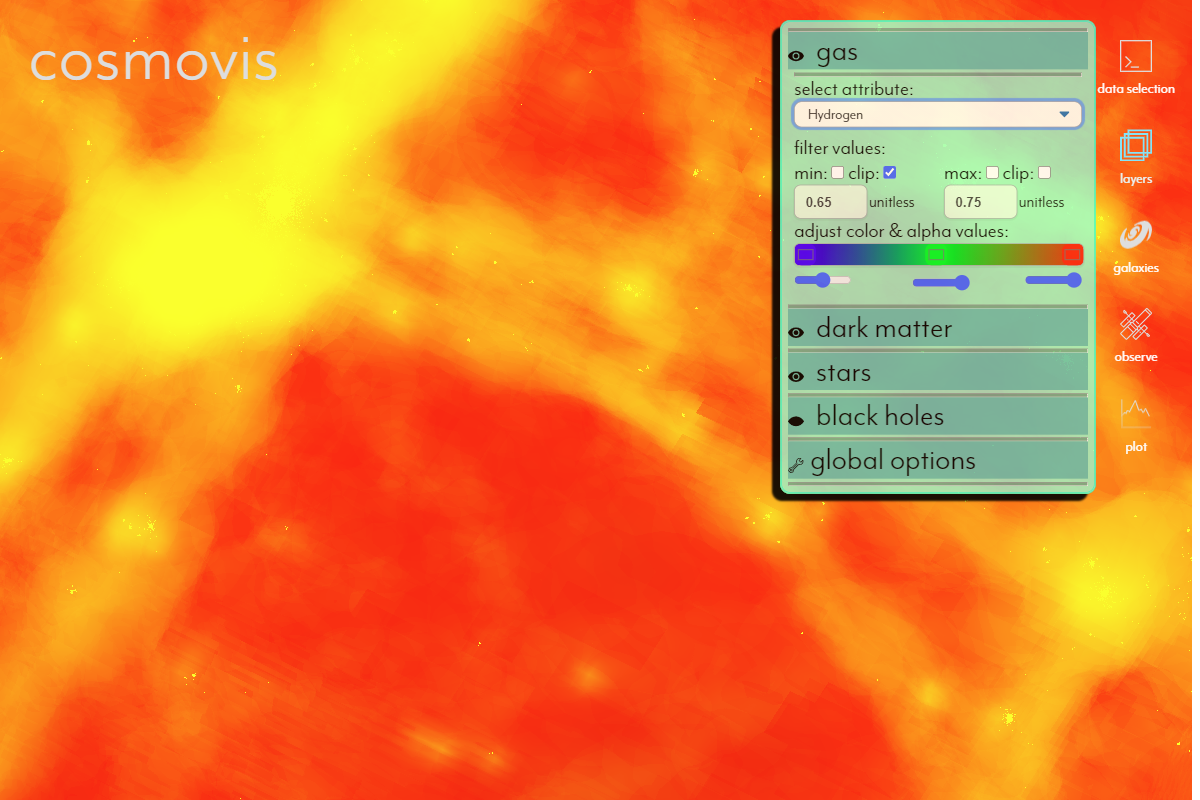 cosmovis
gas
select attribute:
Hydrogen
filter values:
min: clip: max: clip:
0.65 unitless 0.75 unitless
adjust color & alpha values:
dark matter
stars
black holes
global options
data selection
layers
galaxies
observe
plot